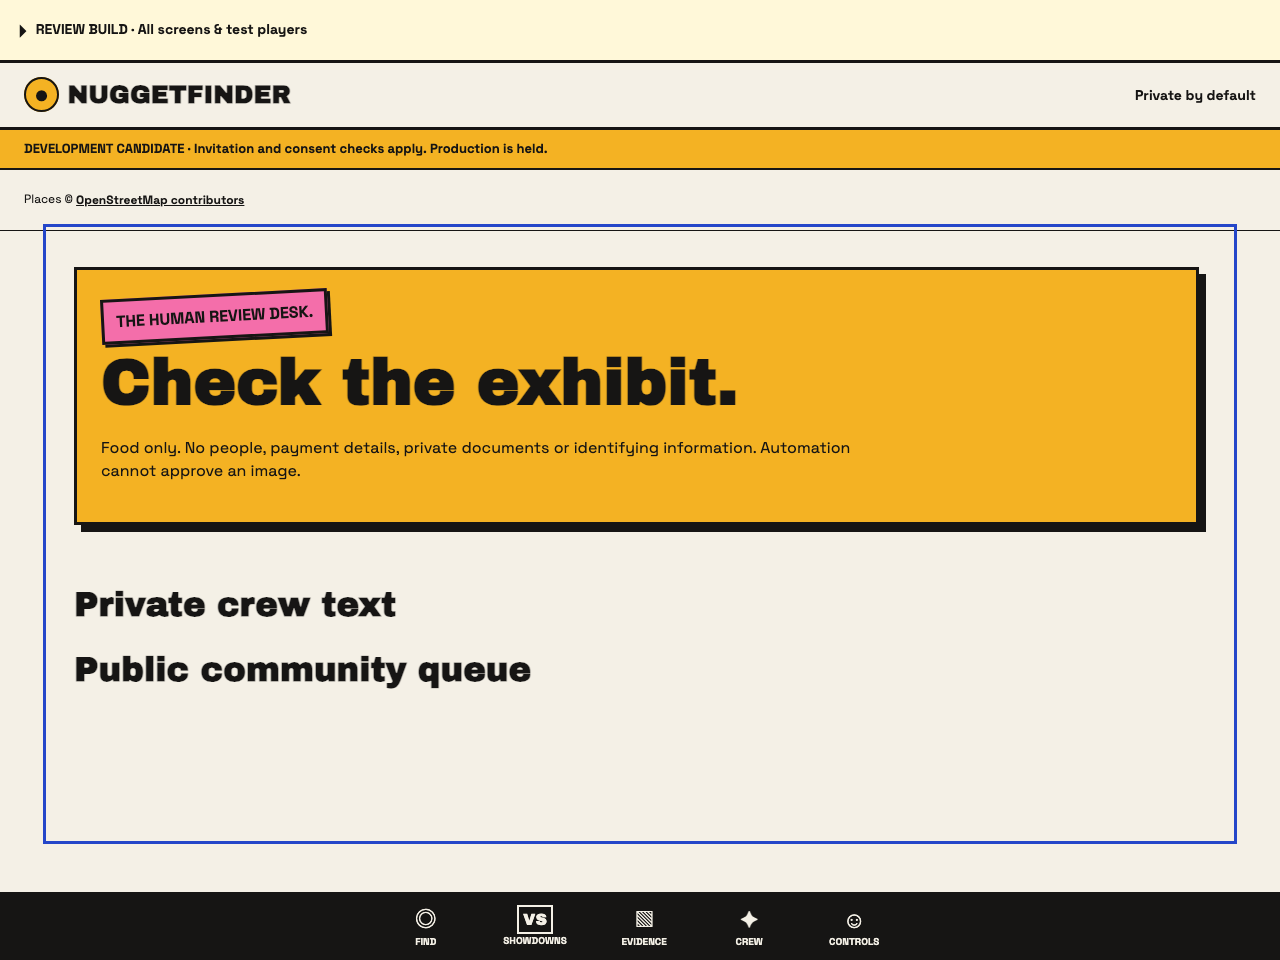 REVIEW BUILD · All screens & test players
NUGGETFINDER
Private by default
DEVELOPMENT CANDIDATE · Invitation and consent checks apply. Production is held.
Places © OpenStreetMap contributors
THE HUMAN REVIEW DESK.
Check the exhibit.
Food only. No people, payment details, private documents or identifying information. Automation
cannot approve an image.
Private crew text
Public community queue
VS
FIND
SHOWDOWNS
EVIDENCE
CREW
CONTROLS